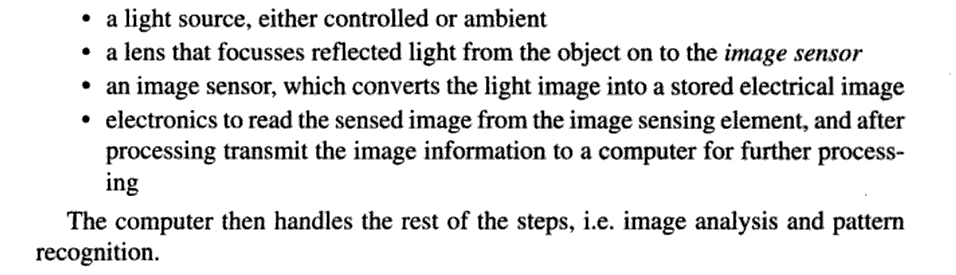 • a light source, either controlled or ambient
• a lens that focusses reflected light from the object on to the image sensor
• an image sensor, which converts the light image into a stored electrical image
• electronics to read the sensed image from the image sensing element, and after
processing transmit the image information to a computer for further process-
ing
The computer then handles the rest of the steps, i.e. image analysis and pattern
recognition.